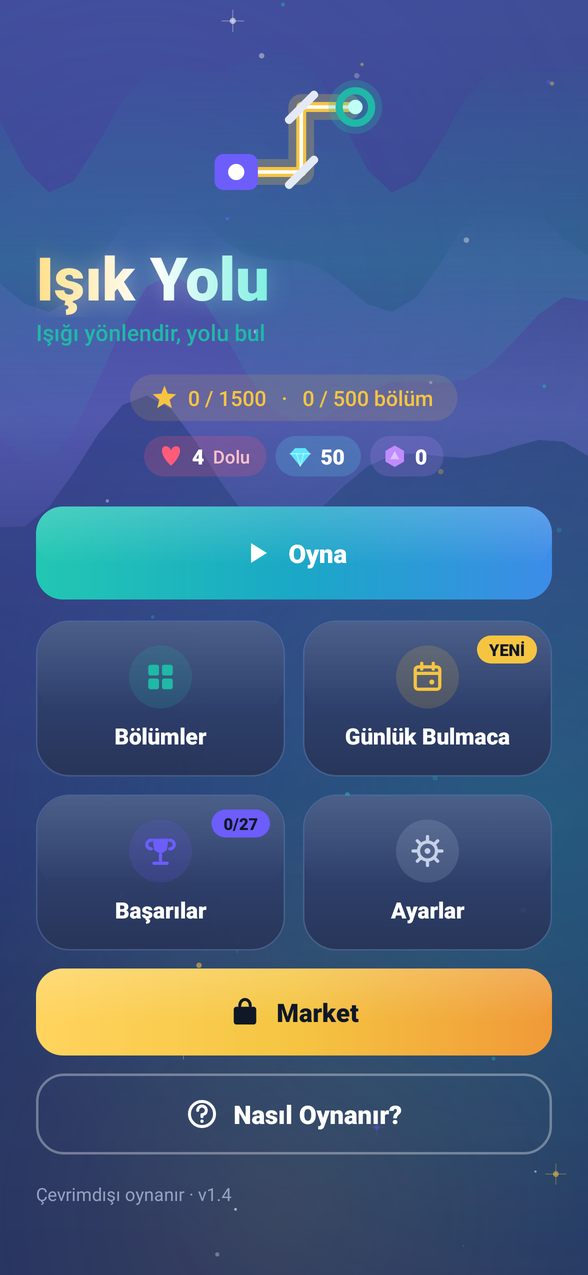 Işık Yolu
Işığı yönlendir, yolu bul
0 / 1500 · 0 / 500 bölüm
4 Dolu 50 0
Oyna
YENİ
Bölümler Günlük Bulmaca
0/27
Başarılar Ayarlar
Market
Nasıl Oynanır?
Çevrimdışı oynanır · v1.4